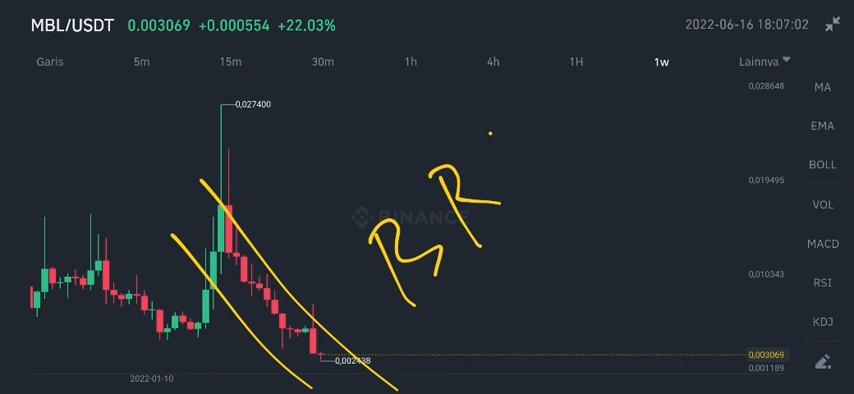 MBL/USDT 0.003069 +0.000554 +22.03% 2022-06-16 18:07:02
Garis 5m 15m 30m 1h 4h 1H 1w Lainnya
0,028648
MA
0,027400
EMA
BOLL
0,019495
VOL
BINANCE
MACD
0,010343
RSI
KDJ
0,003069
0,002438
0,001189
2022-01-10